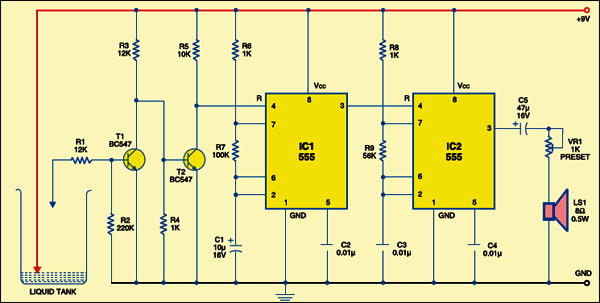 +9V
R3
12K
R5
10K
R6
1K
R8
1K
VCC
8
R
4
3
7
IC1
555
6
2
1
5
GND
VCC
8
R
4
3
7
IC2
555
6
2
1
5
GND
C5
47µ
16V
VR1
1K
PRESET
T1
BC547
R1
12K
T2
BC547
R7
100K
R9
56K
LS1
8Ω
0.5W
R2
220K
R4
1K
C1
10µ
16V
C2
0.01µ
C3
0.01µ
C4
0.01µ
GND
LIQUID TANK